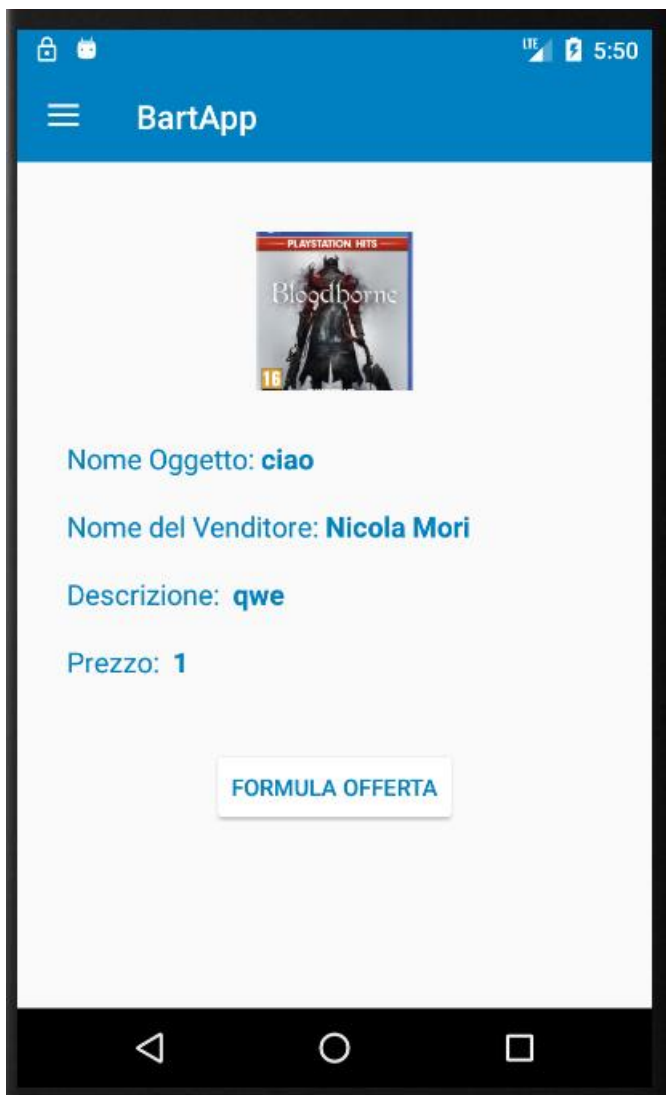 LTE 5:50
BartApp
PLAYSTATION HITS
Bloodborne
16
Nome Oggetto: ciao
Nome del Venditore: Nicola Mori
Descrizione: qwe
Prezzo: 1
FORMULA OFFERTA